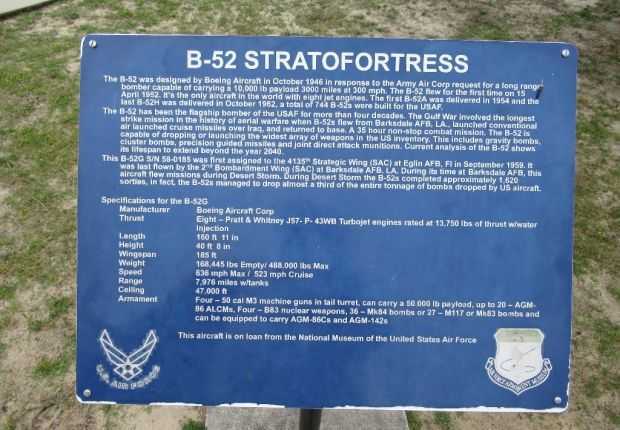 B-52 STRATOFORTRESS
The B-52 was designed by Boeing Aircraft in October 1946 in response to the Army Air Corp request for a long range
bomber capable of carrying a 10,000 lb payload 3000 miles at 300 mph. The B-52 flew for the first time on 15
April 1952. It's the only aircraft in the world with eight jet engines. The first B-52A was delivered in 1954 and the
last B-52H was delivered in October 1962, a total of 744 B-52s were built for the USAF.
The B-52 has been the flagship bomber of the USAF for more than four decades. The Gulf War involved the longest
strike mission in the history of aerial warfare when B-52s flew from Barksdale AFB, LA, launched conventional
air launched cruise missiles over Iraq, and returned to base. A 35 hour non-stop combat mission. The B-52 is
capable of dropping or launching the widest array of weapons in the US inventory. This includes gravity bombs,
cluster bombs, precision guided missiles and joint direct attack munitions. Current analysis of the B-52 shows
its lifespan to extend beyond the year 2040.
This B-52G S/N 58-0185 was first assigned to the 4135th Strategic Wing (SAC) at Eglin AFB, Fl in September 1959. It
was last flown by the 2nd Bombardment Wing (SAC) at Barksdale AFB, LA. During its time at Barksdale AFB, this
aircraft flew missions during Desert Storm. During Desert Storm the B-52s completed approximately 1,620
sorties, in fact, the B-52s managed to drop almost a third of the entire tonnage of bombs dropped by US aircraft.
Specifications for the B-52G
Manufacturer Boeing Aircraft Corp
Thrust Eight – Pratt & Whitney J57- P- 43WB Turbojet engines rated at 13,750 lbs of thrust w/water
Injection
Length 160 ft 11 in
Height 40 ft 8 in
Wingspan 185 ft
Weight 168,445 lbs Empty/ 488,000 lbs Max
Speed 636 mph Max / 523 mph Cruise
Range 7,976 miles w/tanks
Ceiling 47,000 ft
Armament Four – 50 cal M3 machine guns in tail turret, can carry a 50.000 lb payload, up to 20 – AGM-
86 ALCMs, Four – B83 nuclear weapons, 36 – Mk84 bombs or 27 – M117 or Mk83 bombs and
can be equipped to carry AGM-86Cs and AGM-142s
This aircraft is on loan from the National Museum of the United States Air Force
U.S. AIR FORCE
AIR FORCE ARMAMENT MUSEUM